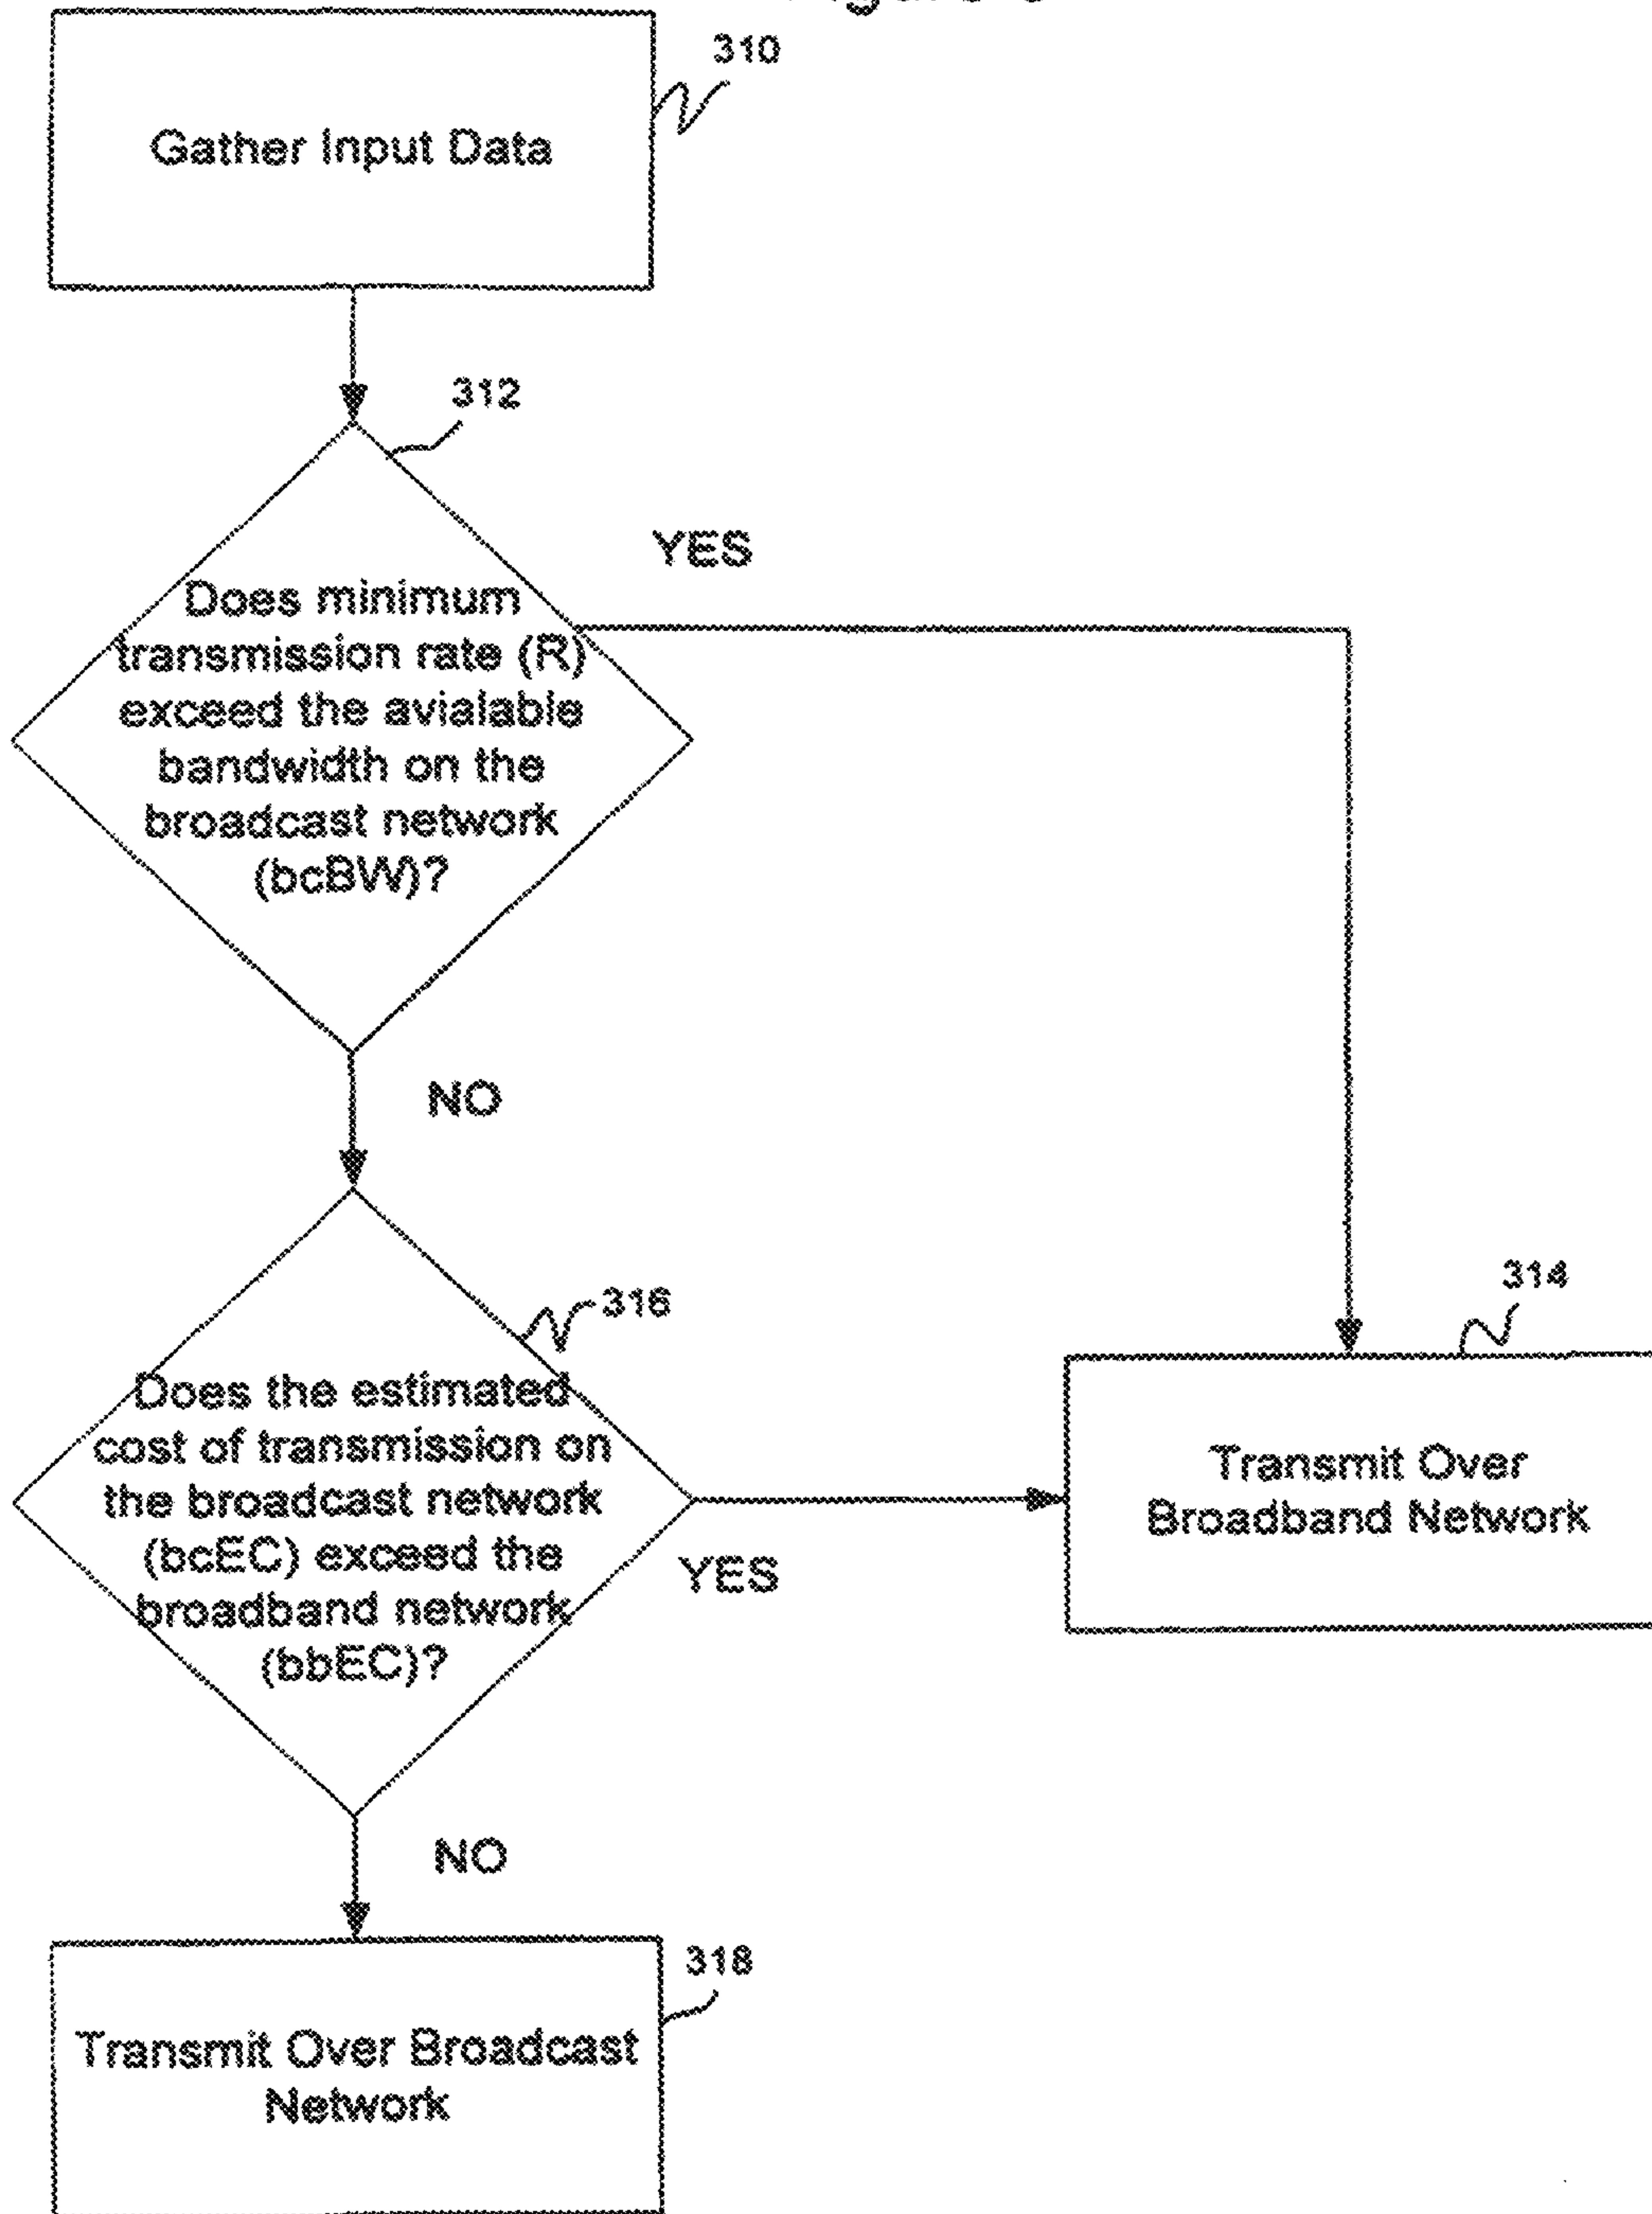 310
Gather Input Data
312
YES
Does minimum
transmission rate (R)
exceed the avialable
bandwidth on the
broadcast network
(bcBW)?
NO
316
314
Does the estimated
cost of transmission on
the broadcast network
(bcEC) exceed the
broadband network
(bbEC)?
YES
Transmit Over
Broadband Network
NO
318
Transmit Over Broadcast
Network